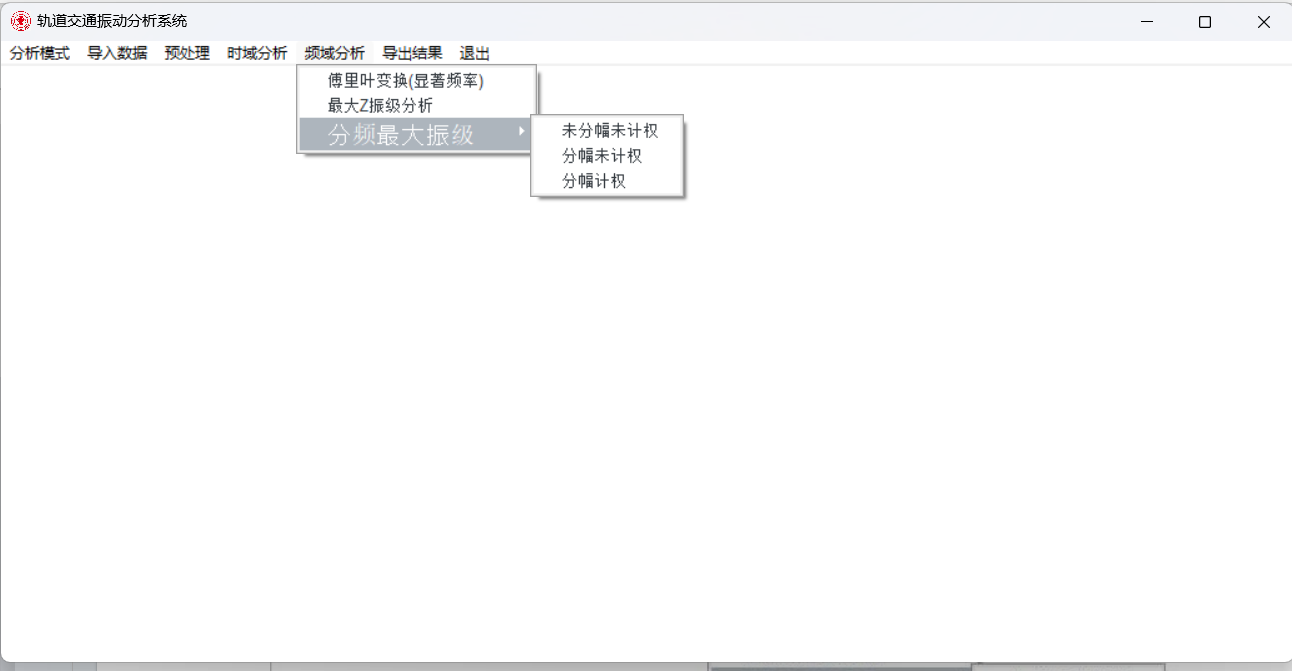 轨道交通振动分析系统
分析模式 导入数据 预处理 时域分析 频域分析 导出结果 退出
傅里叶变换(显著频率)
最大Z振级分析
分频最大振级
未分幅未计权
分幅未计权
分幅计权